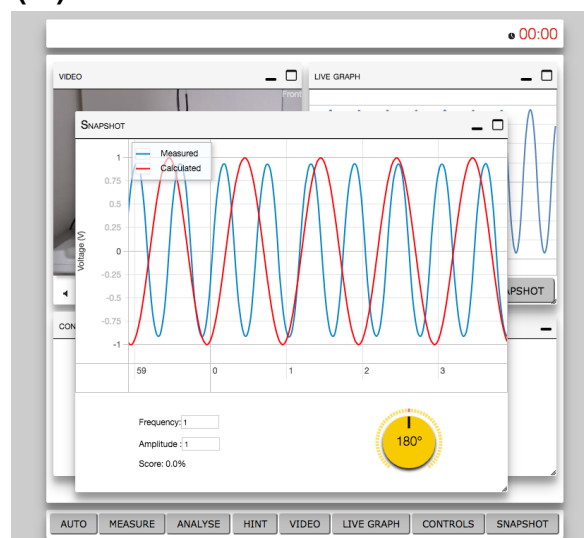 00:00
VIDEO
LIVE GRAPH
Front
SNAPSHOT
Measured
Calculated
Voltage (V)
1
0.75
0.5
0.25
0
-0.25
-0.5
-0.75
-1
59 0 1 2 3
APSHOT
CON
Frequency: 1
Amplitude : 1
Score: 0.0%
180°
AUTO MEASURE ANALYSE HINT VIDEO LIVE GRAPH CONTROLS SNAPSHOT